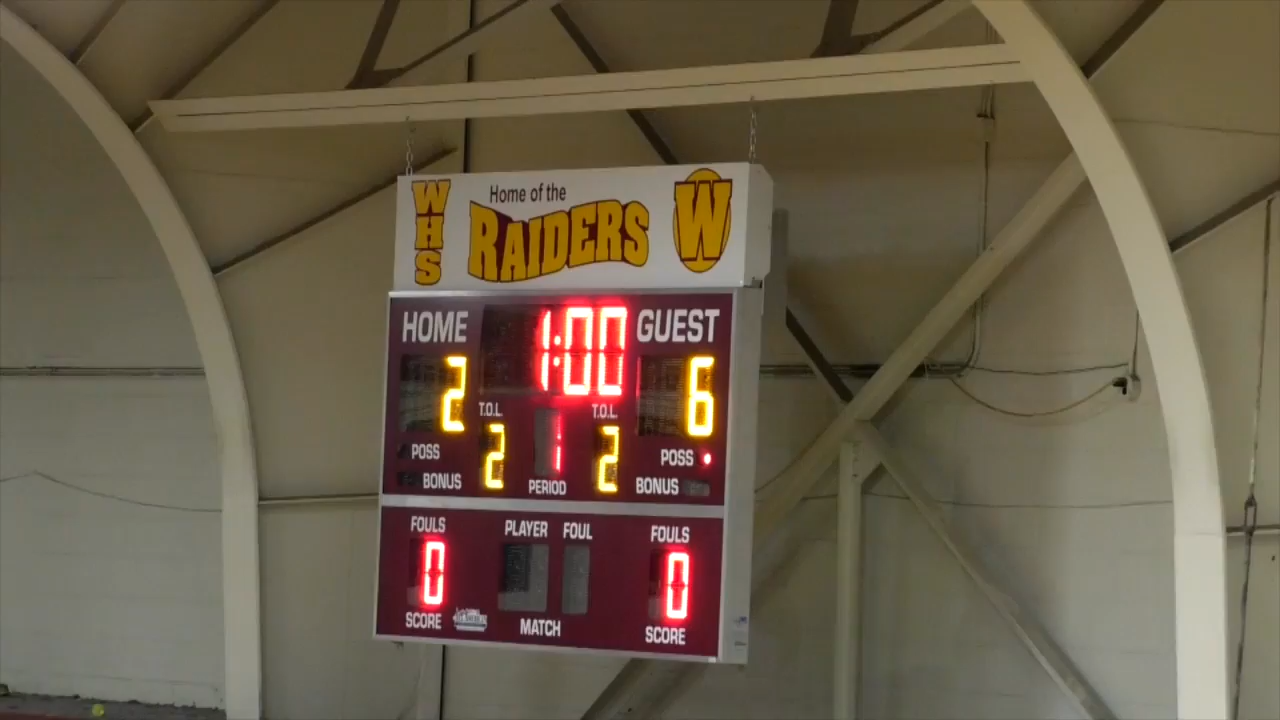 WHS
Home of the
RAIDERS
W
HOME 1:00 GUEST
2 6
T.O.L. T.O.L.
2 1 2
POSS POSS
BONUS PERIOD BONUS
FOULS PLAYER FOUL FOULS
0 0
SCORE MATCH SCORE